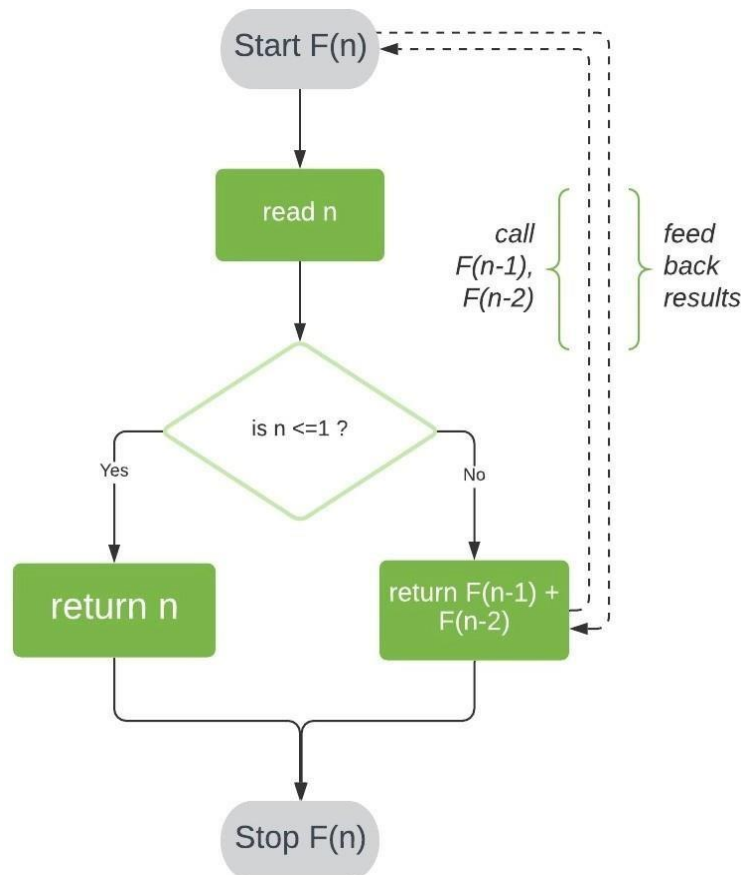 Start F(n)
read n
call
F(n-1),
F(n-2)
feed
back
results
is n <=1 ?
Yes
No
return n
return F(n-1) +
F(n-2)
Stop F(n)